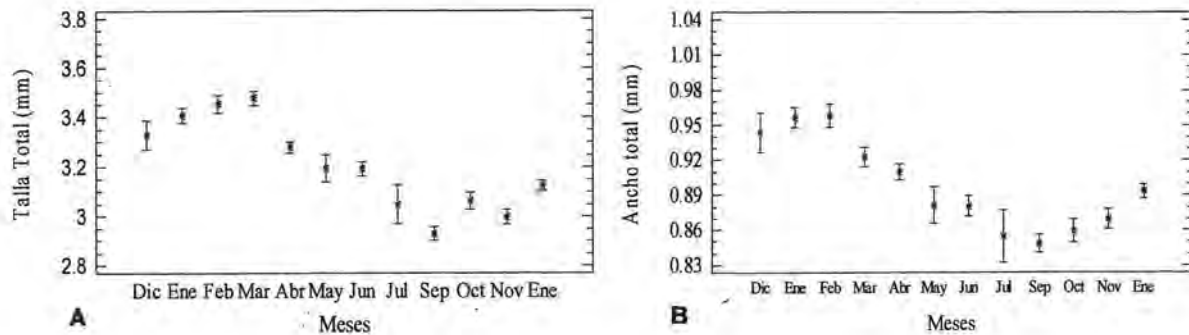 3.8
3.6
3.4
3.2
3
2.8
Talla Total (mm)
Dic Ene Feb Mar Abr May Jun Jul Sep Oct Nov Ene
A
Meses
1.04
1.01
0.98
0.95
0.92
0.89
0.86
0.83
Ancho total (mm)
Dic Ene Feb Mar Abr May Jun Jul Sep Oct Nov Ene
B
Meses